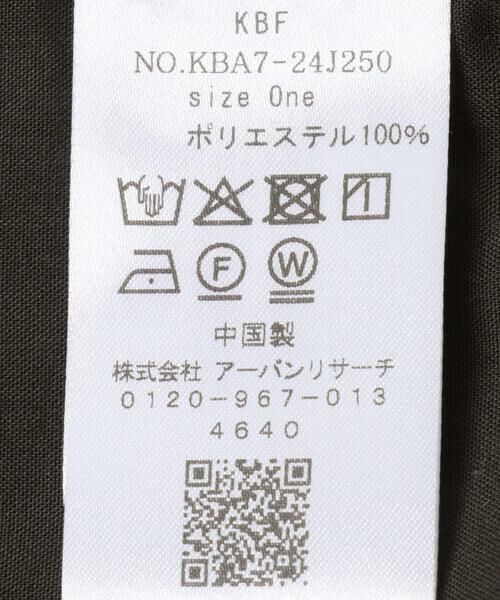 KBF
NO.KBA7-24J250
size One
ポリエステル100%
F
W
中国製
株式会社 アーバンリサーチ
0120-967-013
4640